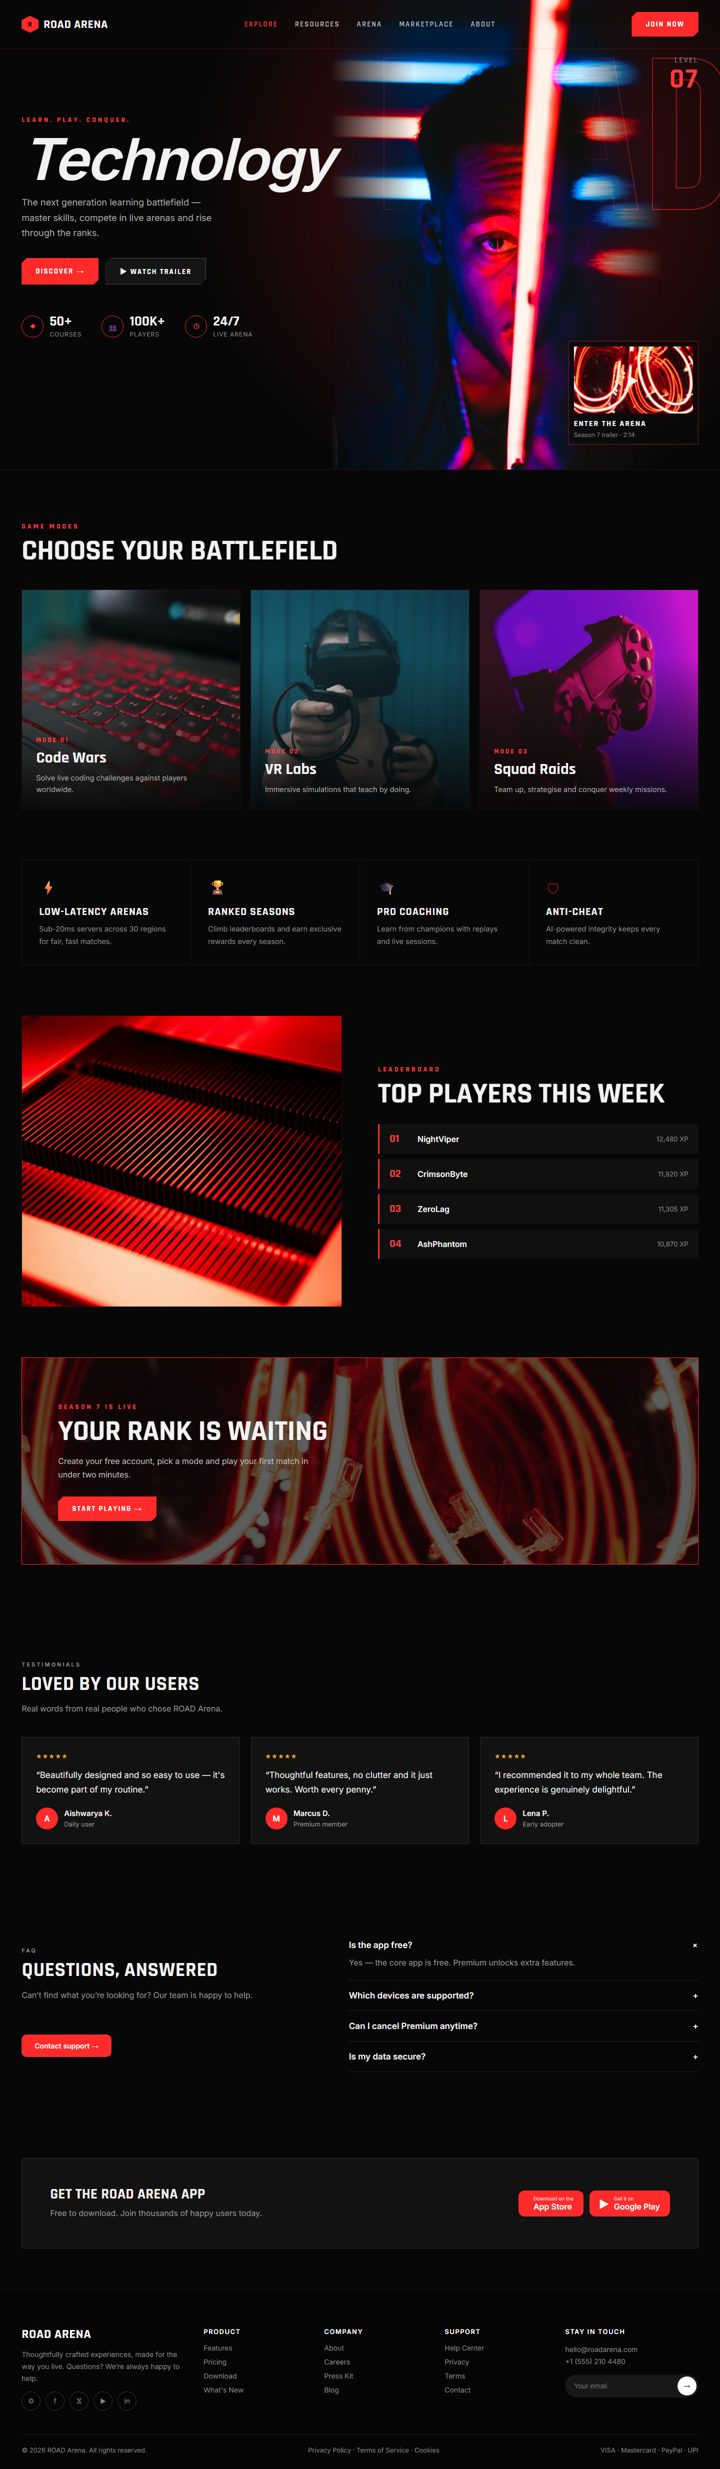 R ROAD ARENA
EXPLORE RESOURCES ARENA MARKETPLACE ABOUT
JOIN NOW
LEVEL
07
LEARN. PLAY. CONQUER.
Technology
The next generation learning battlefield —
master skills, compete in live arenas and rise
through the ranks.
DISCOVER →
▶ WATCH TRAILER
50+
COURSES
100K+
PLAYERS
24/7
LIVE ARENA
ENTER THE ARENA
Season 7 trailer · 2:14
GAME MODES
CHOOSE YOUR BATTLEFIELD
MODE 01
Code Wars
Solve live coding challenges against players
worldwide.
MODE 02
VR Labs
Immersive simulations that teach by doing.
MODE 03
Squad Raids
Team up, strategise and conquer weekly missions.
LOW-LATENCY ARENAS
Sub-20ms servers across 30 regions
for fair, fast matches.
RANKED SEASONS
Climb leaderboards and earn exclusive
rewards every season.
PRO COACHING
Learn from champions with replays
and live sessions.
ANTI-CHEAT
AI-powered integrity keeps every
match clean.
LEADERBOARD
TOP PLAYERS THIS WEEK
01 NightViper 12,480 XP
02 CrimsonByte 11,920 XP
03 ZeroLag 11,305 XP
04 AshPhantom 10,870 XP
SEASON 7 IS LIVE
YOUR RANK IS WAITING
Create your free account, pick a mode and play your first match in
under two minutes.
START PLAYING →
TESTIMONIALS
LOVED BY OUR USERS
Real words from real people who chose ROAD Arena.
★★★★★
“Beautifully designed and so easy to use — it's
become part of my routine.”
A
Aishwarya K.
Daily user
★★★★★
“Thoughtful features, no clutter and it just
works. Worth every penny.”
M
Marcus D.
Premium member
★★★★★
“I recommended it to my whole team. The
experience is genuinely delightful.”
L
Lena P.
Early adopter
FAQ
QUESTIONS, ANSWERED
Can't find what you're looking for? Our team is happy to help.
Contact support →
Is the app free? ×
Yes — the core app is free. Premium unlocks extra features.
Which devices are supported? +
Can I cancel Premium anytime? +
Is my data secure? +
GET THE ROAD ARENA APP
Free to download. Join thousands of happy users today.
Download on the
App Store
Get it on
Google Play
ROAD ARENA
Thoughtfully crafted experiences, made for the
way you live. Questions? We're always happy to
help.
f 𝕏 ▶ in
PRODUCT
Features
Pricing
Download
What's New
COMPANY
About
Careers
Press Kit
Blog
SUPPORT
Help Center
Privacy
Terms
Contact
STAY IN TOUCH
hello@roadarena.com
+1 (555) 210 4480
Your email →
© 2026 ROAD Arena. All rights reserved.
Privacy Policy · Terms of Service · Cookies
VISA · Mastercard · PayPal · UPI